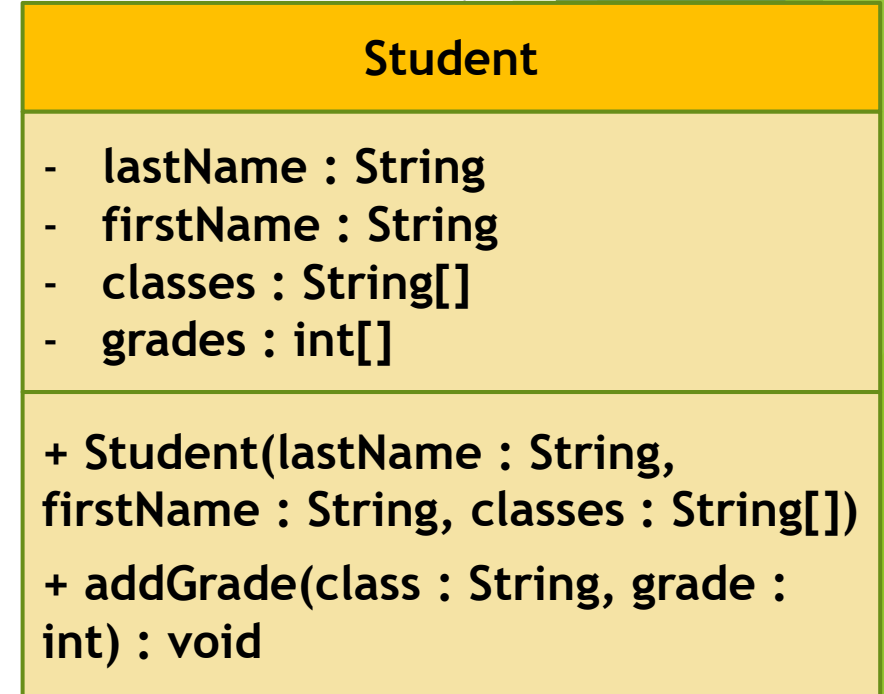 Student
- lastName : String
- firstName : String
- classes : String[]
- grades : int[]
+ Student(lastName : String,
firstName : String, classes : String[])
+ addGrade(class : String, grade :
int) : void